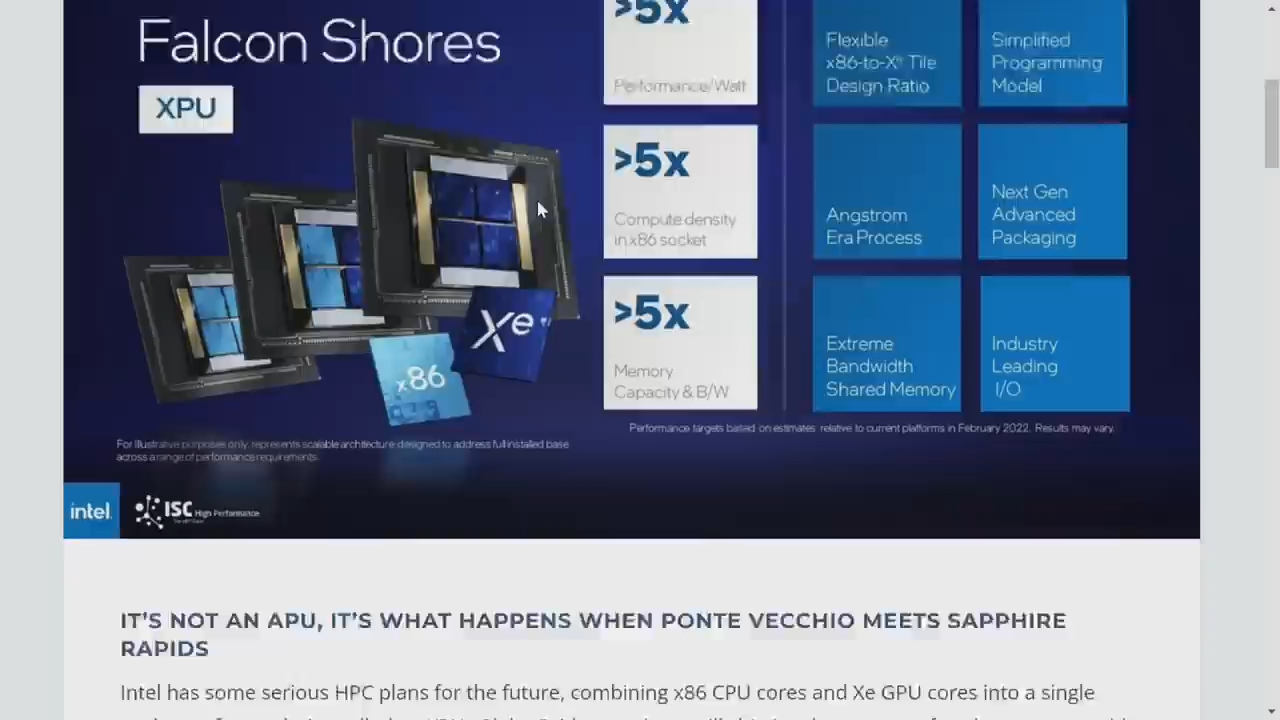 >5x
Falcon Shores
XPU
Performance/Watt
Flexible
x86-to-Xe Tile
Design Ratio
Simplified
Programming
Model
>5x
Compute density
in x86 socket
Angstrom
Era Process
Next Gen
Advanced
Packaging
>5x
Memory
Capacity & B/W
Extreme
Bandwidth
Shared Memory
Industry
Leading
I/O
Xe
x86
Performance targets based on estimates relative to current platforms in February 2022. Results may vary.
For illustrative purposes only, represents scalable architecture designed to address full installed base
across a range of performance requirements.
intel.
ISC High Performance
IT'S NOT AN APU, IT'S WHAT HAPPENS WHEN PONTE VECCHIO MEETS SAPPHIRE
RAPIDS
Intel has some serious HPC plans for the future, combining x86 CPU cores and Xe GPU cores into a single